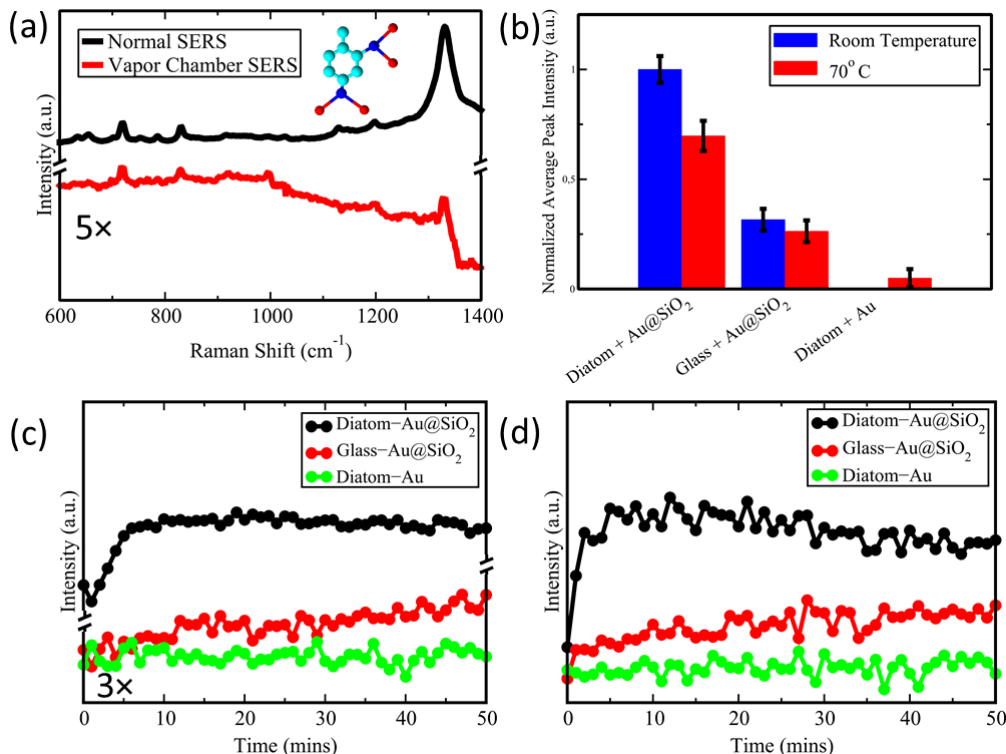 (a)
Normal SERS
Vapor Chamber SERS
Intensity (a.u.)
5×
600
800
1000
1200
1400
Raman Shift (cm⁻¹)
(b)
Room Temperature
70° C
Normalized Average Peak Intensity (a.u.)
1
0,5
0
Diatom + Au@SiO₂
Glass + Au@SiO₂
Diatom + Au
(c)
Diatom−Au@SiO₂
Glass−Au@SiO₂
Diatom−Au
Intensity (a.u.)
3×
0
10
20
30
40
50
Time (mins)
(d)
Diatom−Au@SiO₂
Glass−Au@SiO₂
Diatom−Au
Intensity (a.u.)
0
10
20
30
40
50
Time (mins)